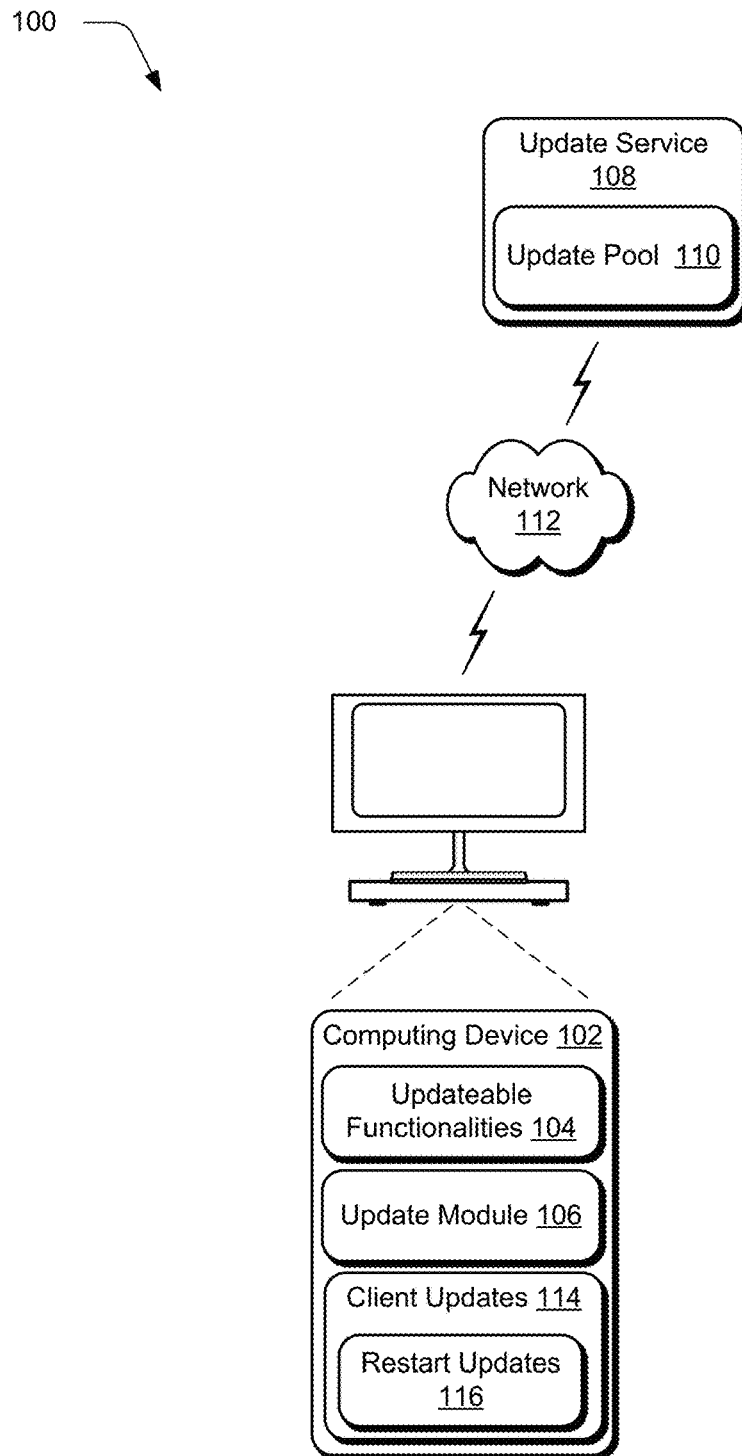 100
Update Service
108
Update Pool 110
Network
112
Computing Device 102
Updateable
Functionalities 104
Update Module 106
Client Updates 114
Restart Updates
116